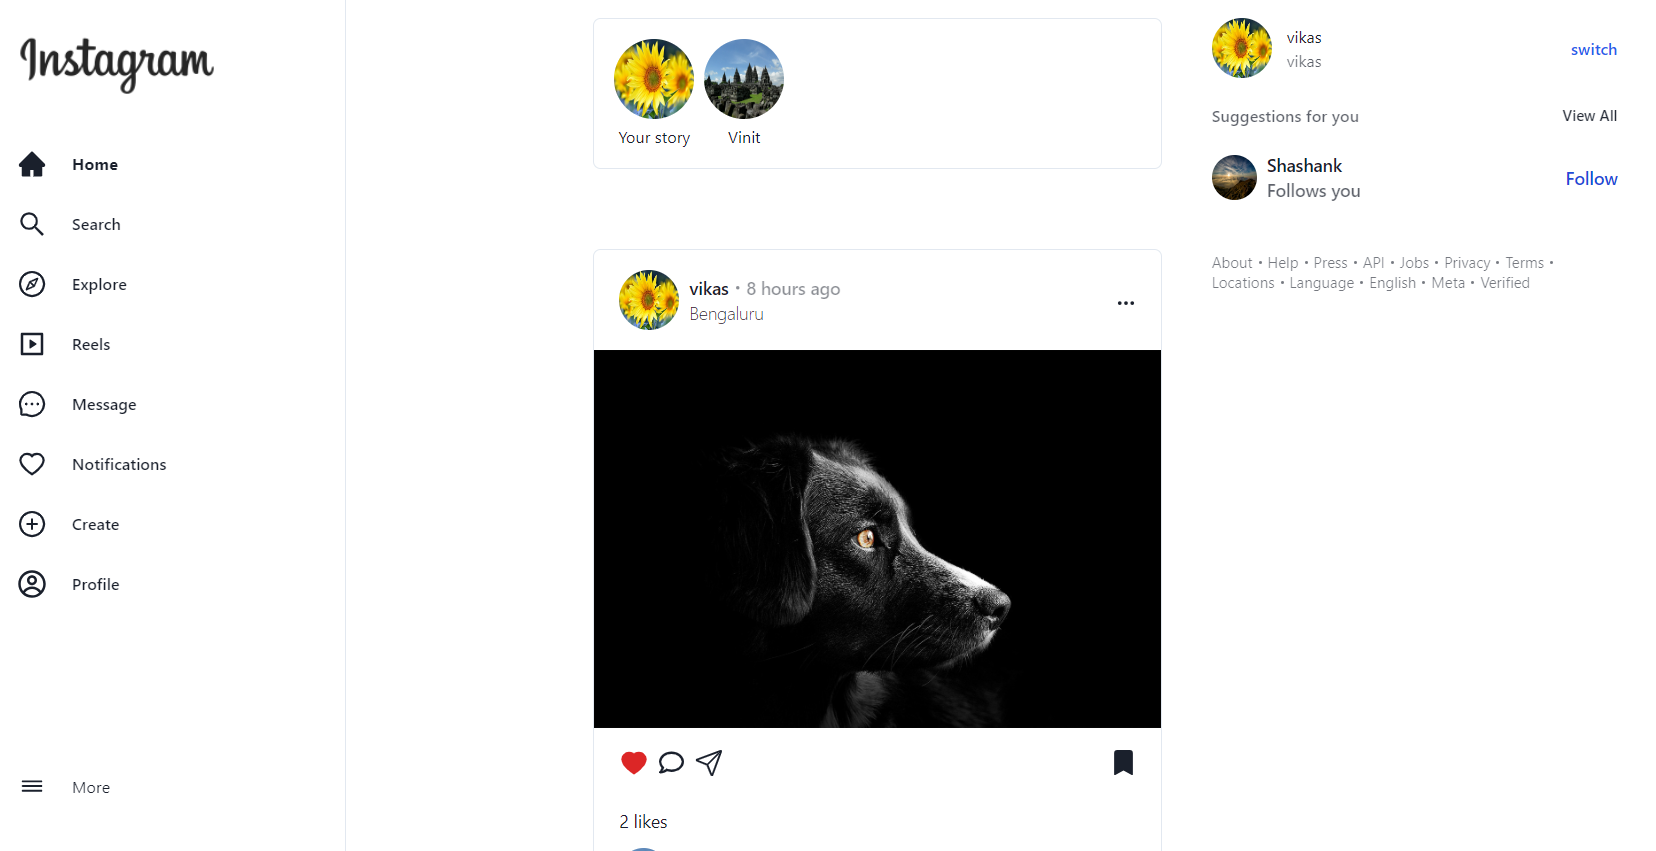 Instagram
Home
Search
Explore
Reels
Message
Notifications
Create
Profile
More
Your story
Vinit
vikas • 8 hours ago
Bengaluru
2 likes
vikas
vikas
switch
Suggestions for you
View All
Shashank
Follows you
Follow
About • Help • Press • API • Jobs • Privacy • Terms •
Locations • Language • English • Meta • Verified